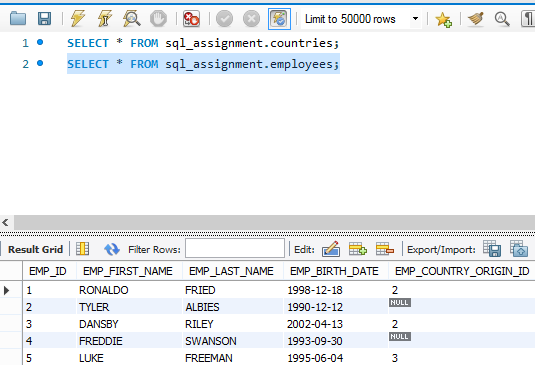 Limit to 50000 rows
1 SELECT * FROM sql_assignment.countries;
2 SELECT * FROM sql_assignment.employees;
Result Grid Filter Rows: Edit: Export/Import:
EMP_ID EMP_FIRST_NAME EMP_LAST_NAME EMP_BIRTH_DATE EMP_COUNTRY_ORIGIN_ID
1 RONALDO FRIED 1998-12-18 2
2 TYLER ALBIES 1990-12-12 NULL
3 DANSBY RILEY 2002-04-13 2
4 FREDDIE SWANSON 1993-09-30 NULL
5 LUKE FREEMAN 1995-06-04 3